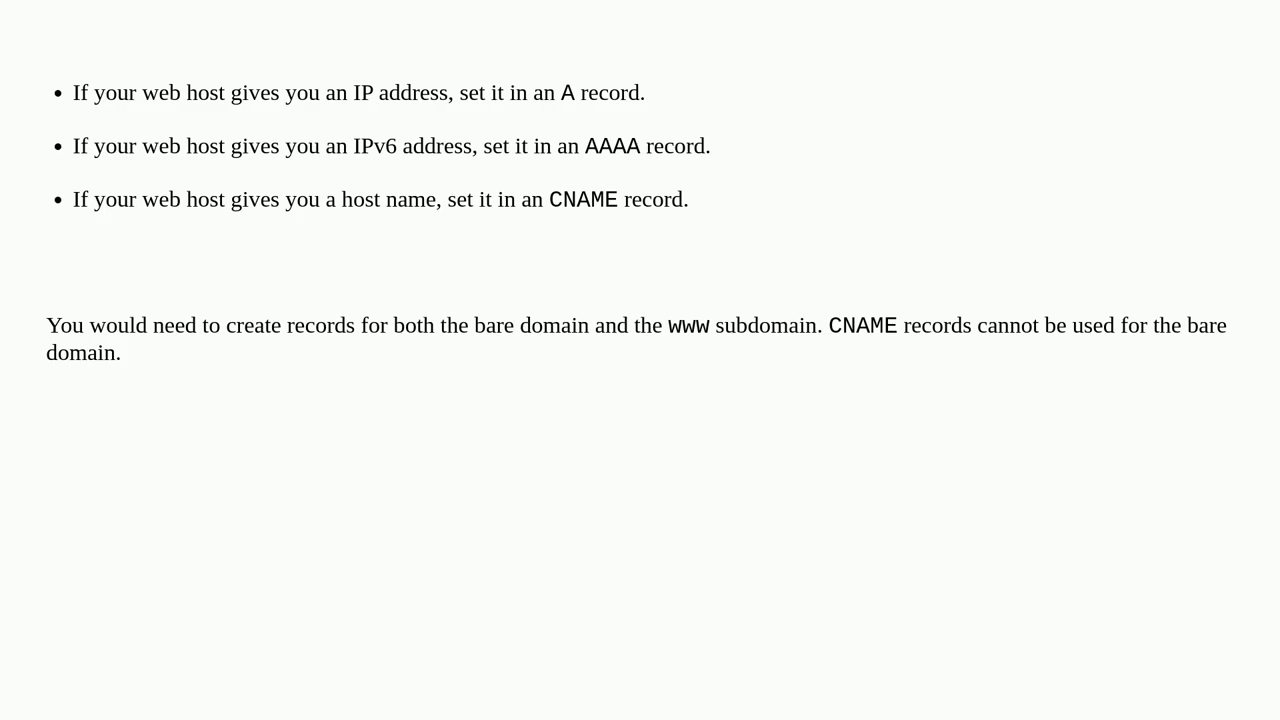 • If your web host gives you an IP address, set it in an A record.
• If your web host gives you an IPv6 address, set it in an AAAA record.
• If your web host gives you a host name, set it in an CNAME record.
You would need to create records for both the bare domain and the www subdomain. CNAME records cannot be used for the bare
domain.